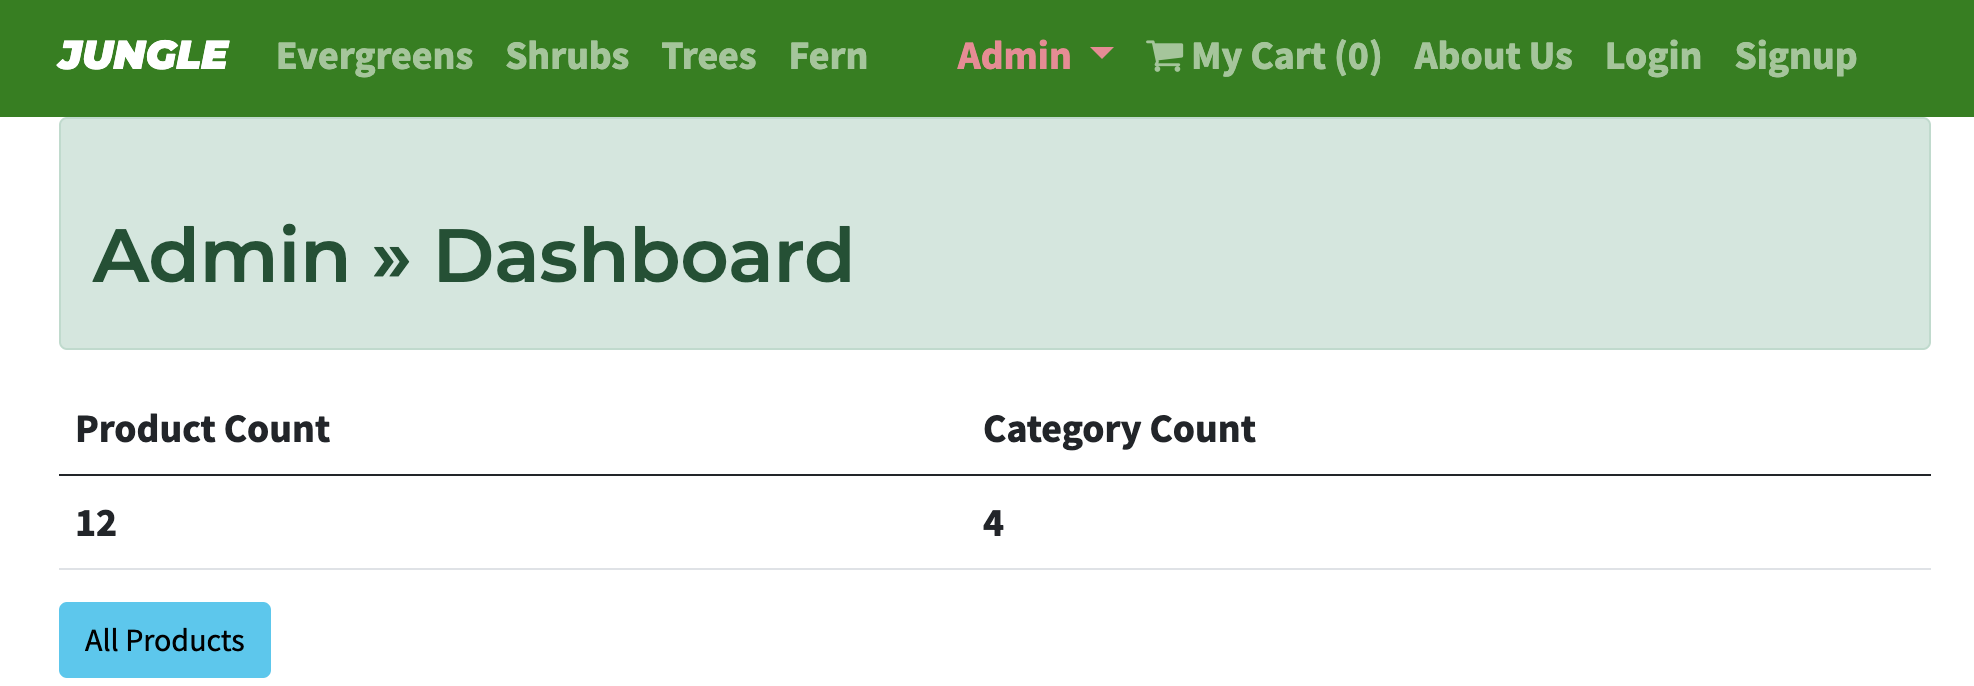 JUNGLE Evergreens Shrubs Trees Fern Admin My Cart (0) About Us Login Signup
Admin » Dashboard
Product Count Category Count
12 4
All Products